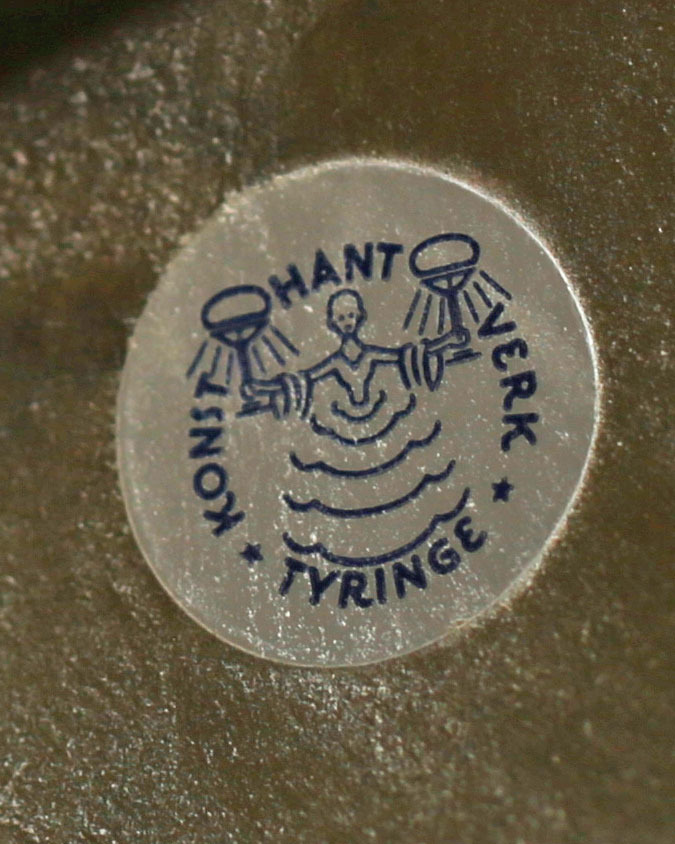 KONST
HANT
VERK
★ TYRINGE ★